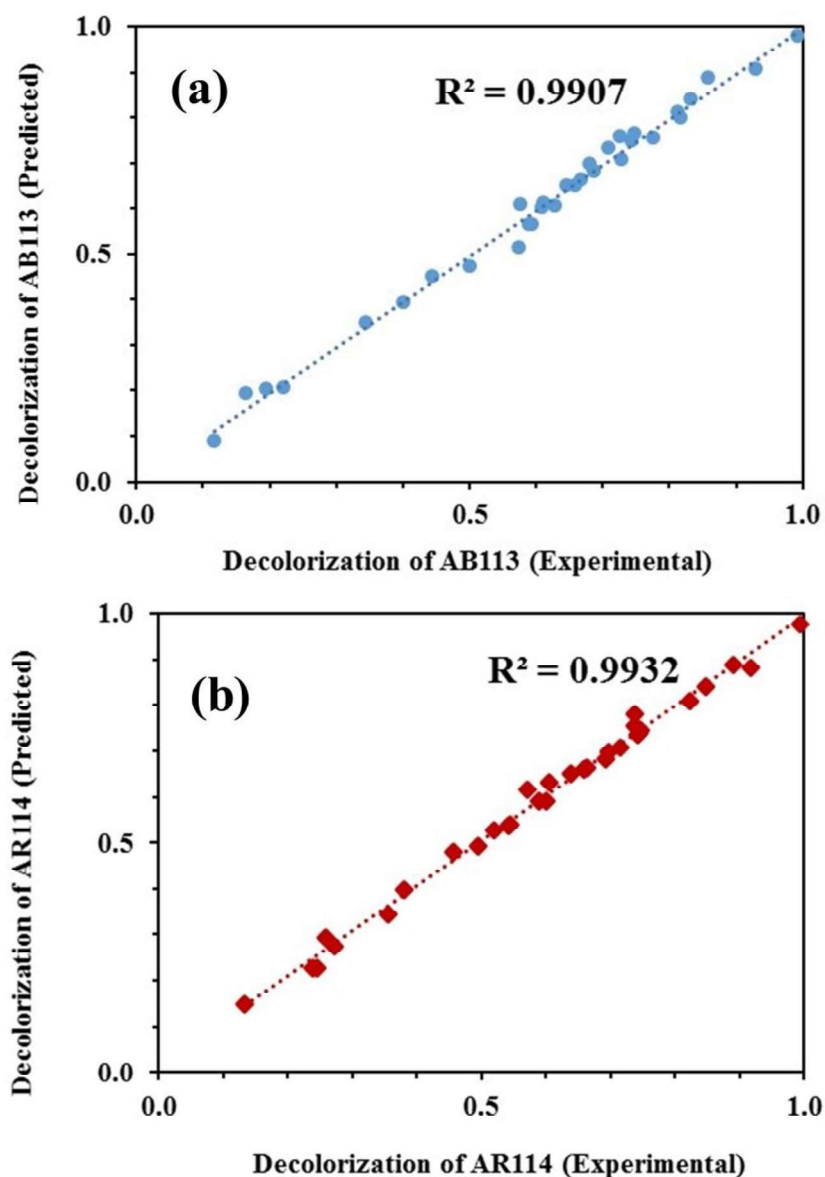 1.0
(a)
R² = 0.9907
Decolorization of AB113 (Predicted)
0.5
0.0
0.0 0.5 1.0
Decolorization of AB113 (Experimental)
1.0
(b)
R² = 0.9932
Decolorization of AR114 (Predicted)
0.5
0.0
0.0 0.5 1.0
Decolorization of AR114 (Experimental)